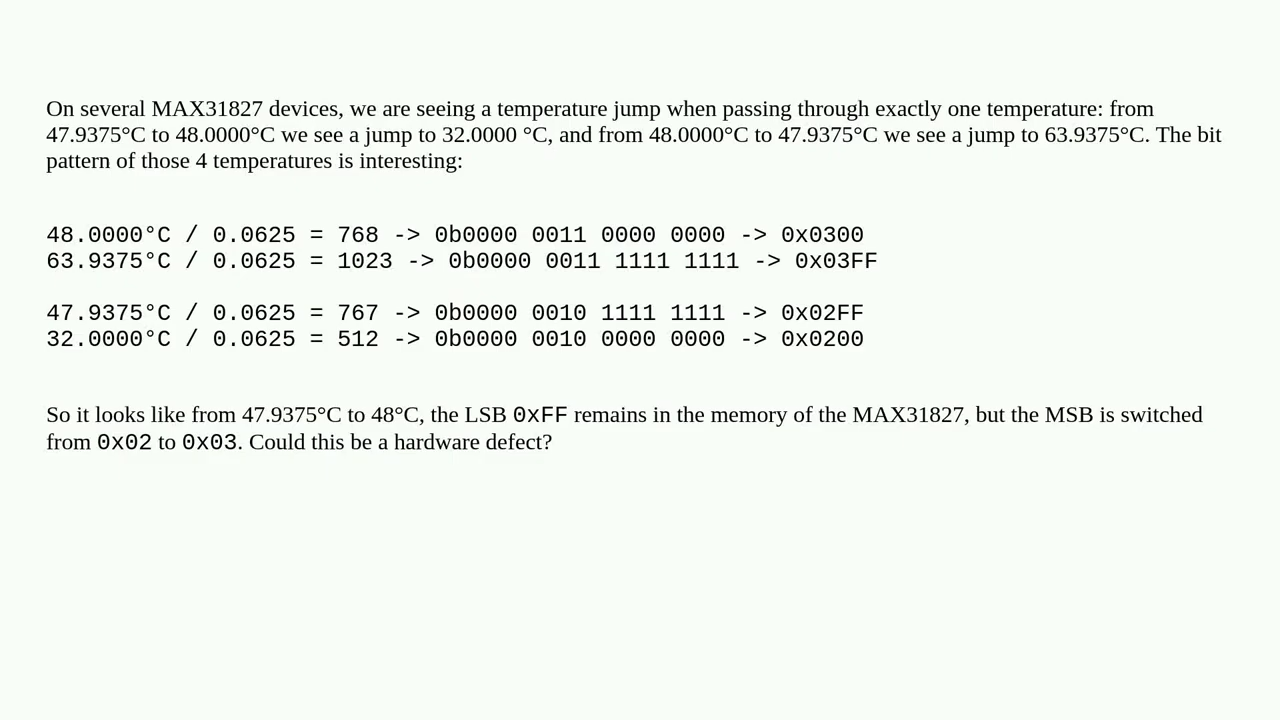 On several MAX31827 devices, we are seeing a temperature jump when passing through exactly one temperature: from
47.9375°C to 48.0000°C we see a jump to 32.0000 °C, and from 48.0000°C to 47.9375°C we see a jump to 63.9375°C. The bit
pattern of those 4 temperatures is interesting:
48.0000°C / 0.0625 = 768 -> 0b0000 0011 0000 0000 -> 0x0300
63.9375°C / 0.0625 = 1023 -> 0b0000 0011 1111 1111 -> 0x03FF
47.9375°C / 0.0625 = 767 -> 0b0000 0010 1111 1111 -> 0x02FF
32.0000°C / 0.0625 = 512 -> 0b0000 0010 0000 0000 -> 0x0200
So it looks like from 47.9375°C to 48°C, the LSB 0xFF remains in the memory of the MAX31827, but the MSB is switched
from 0x02 to 0x03. Could this be a hardware defect?